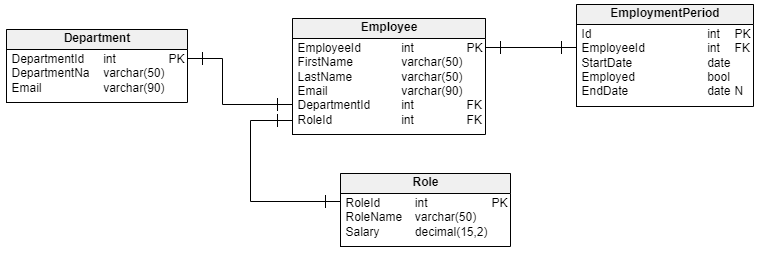 Department
DepartmentId int PK
DepartmentNa varchar(50)
Email varchar(90)
Employee
EmployeeId int PK
FirstName varchar(50)
LastName varchar(50)
Email varchar(90)
DepartmentId int FK
RoleId int FK
EmploymentPeriod
Id int PK
EmployeeId int FK
StartDate date
Employed bool
EndDate date N
Role
RoleId int PK
RoleName varchar(50)
Salary decimal(15,2)